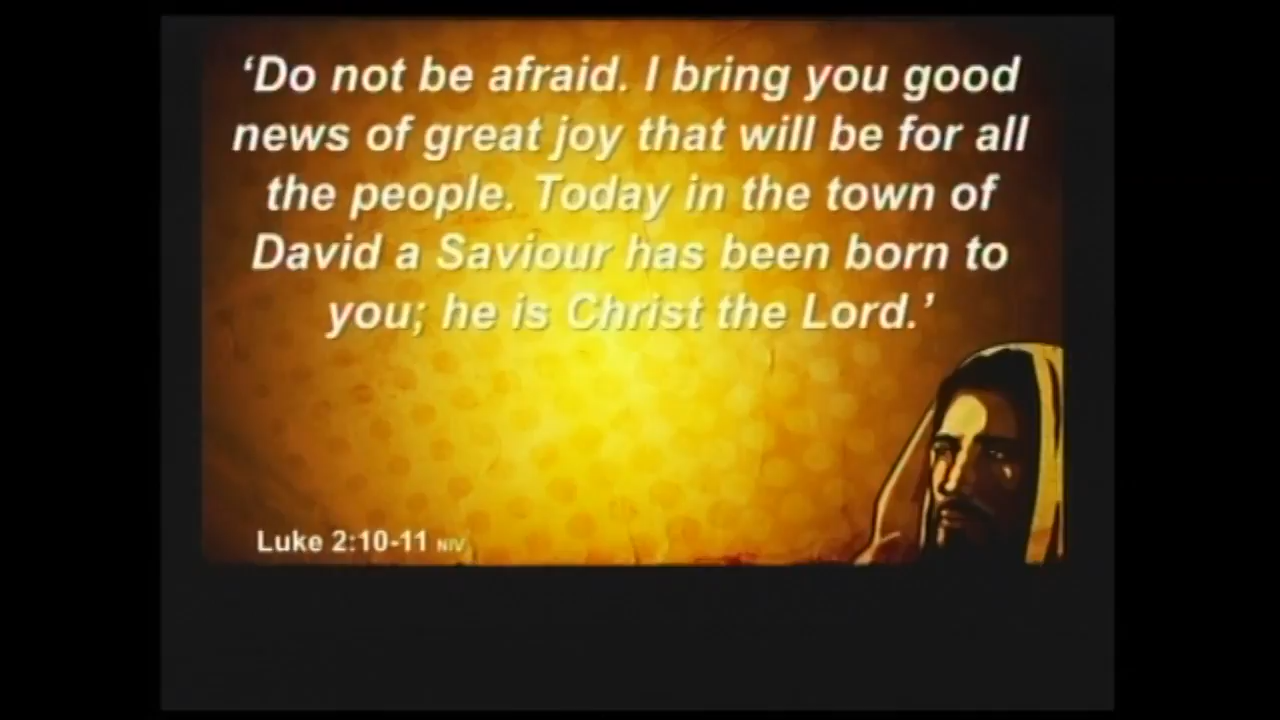 ‘Do not be afraid. I bring you good
news of great joy that will be for all
the people. Today in the town of
David a Saviour has been born to
you; he is Christ the Lord.’
Luke 2:10-11 NIV